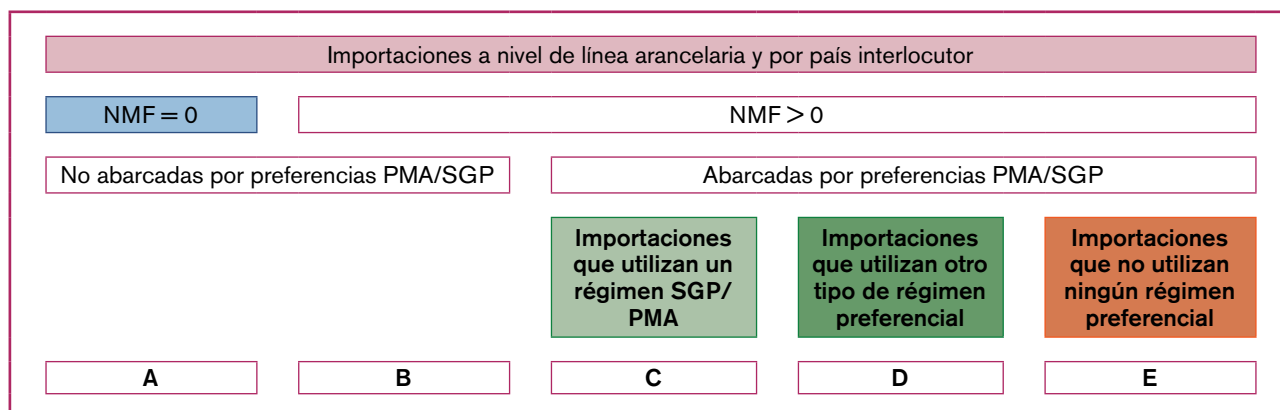 Importaciones a nivel de línea arancelaria y por país interlocutor
NMF = 0
NMF > 0
No abarcadas por preferencias PMA/SGP
Abarcadas por preferencias PMA/SGP
Importaciones
que utilizan un
régimen SGP/
PMA
Importaciones
que utilizan otro
tipo de régimen
preferencial
Importaciones
que no utilizan
ningún régimen
preferencial
A
B
C
D
E